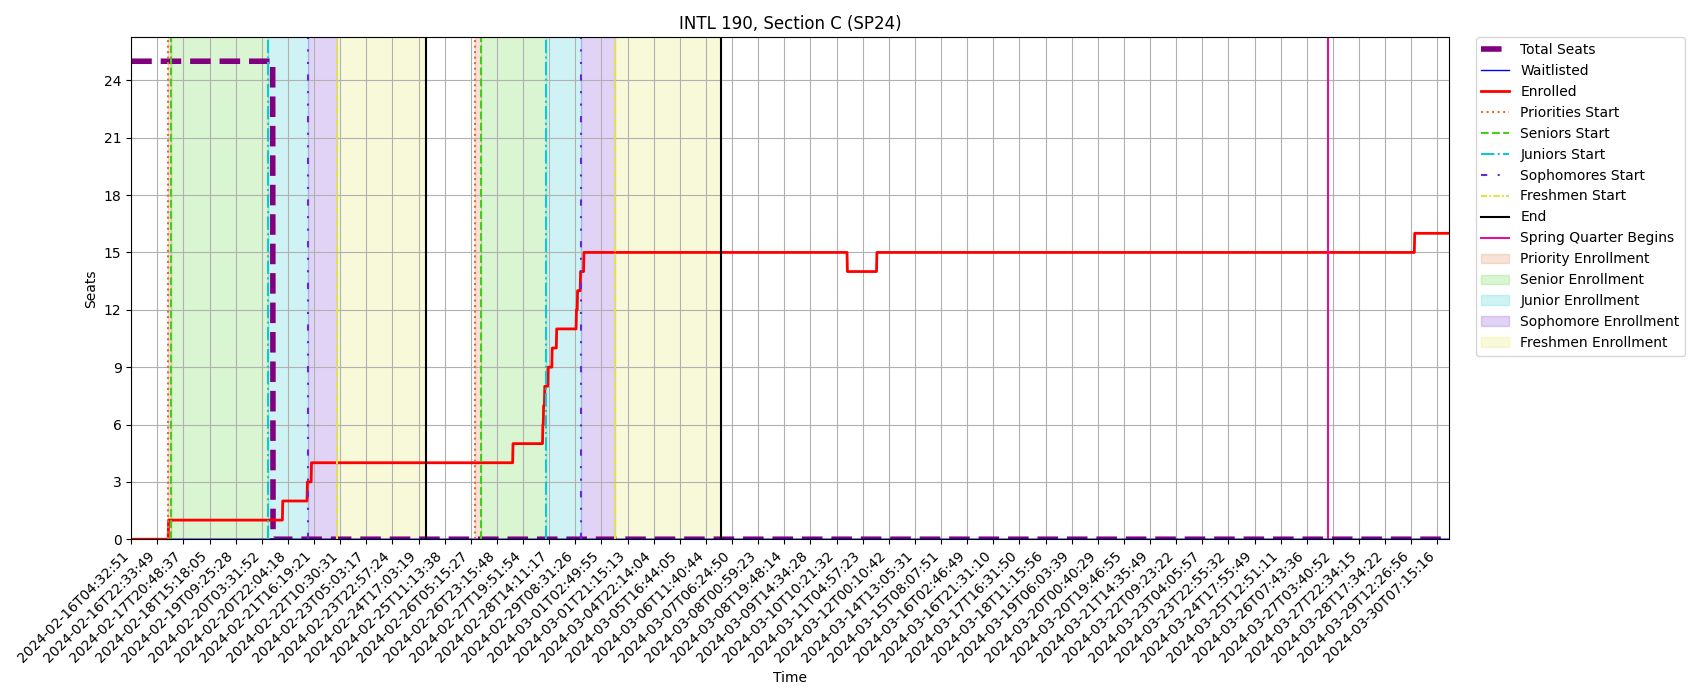 INTL 190, Section C (SP24)
Seats
24
21
18
15
12
9
6
3
0
2024-02-16T04:32:51
2024-02-16T22:33:49
2024-02-17T20:48:37
2024-02-18T15:18:05
2024-02-19T09:25:28
2024-02-20T03:31:52
2024-02-20T22:04:18
2024-02-21T16:19:21
2024-02-22T10:30:31
2024-02-23T05:03:17
2024-02-23T22:57:24
2024-02-24T17:03:19
2024-02-25T11:13:38
2024-02-26T05:15:27
2024-02-26T23:15:48
2024-02-27T19:51:54
2024-02-28T14:11:17
2024-02-29T08:31:26
2024-03-01T02:49:55
2024-03-01T21:15:13
2024-03-04T22:14:04
2024-03-05T16:44:05
2024-03-06T11:40:44
2024-03-07T06:24:50
2024-03-08T00:59:23
2024-03-08T19:48:14
2024-03-09T14:34:28
2024-03-10T10:21:32
2024-03-11T04:57:23
2024-03-12T00:10:42
2024-03-14T13:05:31
2024-03-15T08:07:51
2024-03-16T02:46:49
2024-03-16T21:31:10
2024-03-17T16:31:50
2024-03-18T11:15:56
2024-03-19T06:03:39
2024-03-20T00:40:29
2024-03-20T19:46:55
2024-03-21T14:35:49
2024-03-22T09:23:22
2024-03-23T04:05:57
2024-03-23T22:55:32
2024-03-24T17:55:49
2024-03-25T12:51:11
2024-03-26T07:43:36
2024-03-27T03:40:52
2024-03-27T22:34:15
2024-03-28T17:34:22
2024-03-29T12:26:56
2024-03-30T07:15:16
Time
Total Seats
Waitlisted
Enrolled
Priorities Start
Seniors Start
Juniors Start
Sophomores Start
Freshmen Start
End
Spring Quarter Begins
Priority Enrollment
Senior Enrollment
Junior Enrollment
Sophomore Enrollment
Freshmen Enrollment